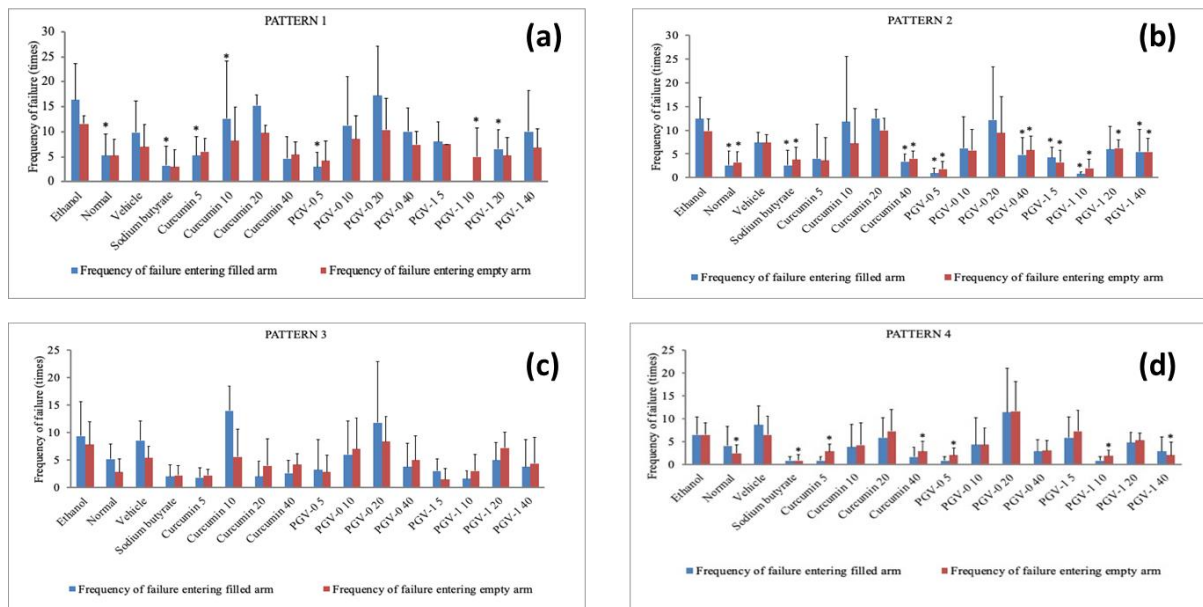 PATTERN 1
(a)
Frequency of failure (times)
30
25
20
15
10
5
0
* * * * * * * *
Ethanol
Normal
Vehicle
Sodium butyrate
Curcumin 5
Curcumin 10
Curcumin 20
Curcumin 40
PGV-0 5
PGV-0 10
PGV-0 20
PGV-0 40
PGV-1 5
PGV-1 10
PGV-1 20
PGV-1 40
Frequency of failure entering filled arm
Frequency of failure entering empty arm
PATTERN 2
(b)
Frequency of failure (times)
30
25
20
15
10
5
0
* * * * * * * * * * * * * * * * *
Ethanol
Normal
Vehicle
Sodium butyrate
Curcumin 5
Curcumin 10
Curcumin 20
Curcumin 40
PGV-0 5
PGV-0 10
PGV-0 20
PGV-0 40
PGV-1 5
PGV-1 10
PGV-1 20
PGV-1 40
Frequency of failure entering filled arm
Frequency of failure entering empty arm
PATTERN 3
(c)
Frequency of failure (times)
25
20
15
10
5
0
Ethanol
Normal
Vehicle
Sodium butyrate
Curcumin 5
Curcumin 10
Curcumin 20
Curcumin 40
PGV-0 5
PGV-0 10
PGV-0 20
PGV-0 40
PGV-1 5
PGV-1 10
PGV-1 20
PGV-1 40
Frequency of failure entering filled arm
Frequency of failure entering empty arm
PATTERN 4
(d)
Frequency of failure (times)
25
20
15
10
5
0
* * * * * * *
Ethanol
Normal
Vehicle
Sodium butyrate
Curcumin 5
Curcumin 10
Curcumin 20
Curcumin 40
PGV-0 5
PGV-0 10
PGV-0 20
PGV-0 40
PGV-1 5
PGV-1 10
PGV-1 20
PGV-1 40
Frequency of failure entering filled arm
Frequency of failure entering empty arm